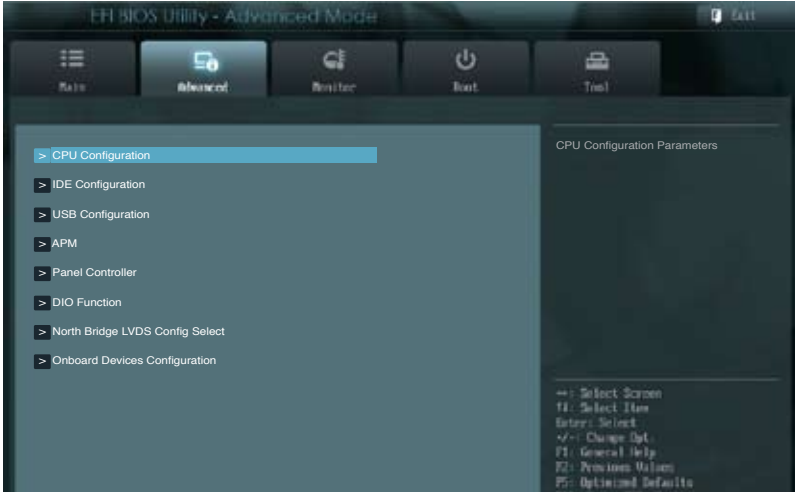 EFI BIOS Utility - Advanced Mode
Exit
Main
Advanced
Monitor
Boot
Tool
> CPU Configuration
> IDE Configuration
> USB Configuration
> APM
> Panel Controller
> DIO Function
> North Bridge LVDS Config Select
> Onboard Devices Configuration
CPU Configuration Parameters
→←: Select Screen
↑↓: Select Item
Enter: Select
+/-: Change Opt.
F1: General Help
F2: Previous Values
F5: Optimized Defaults